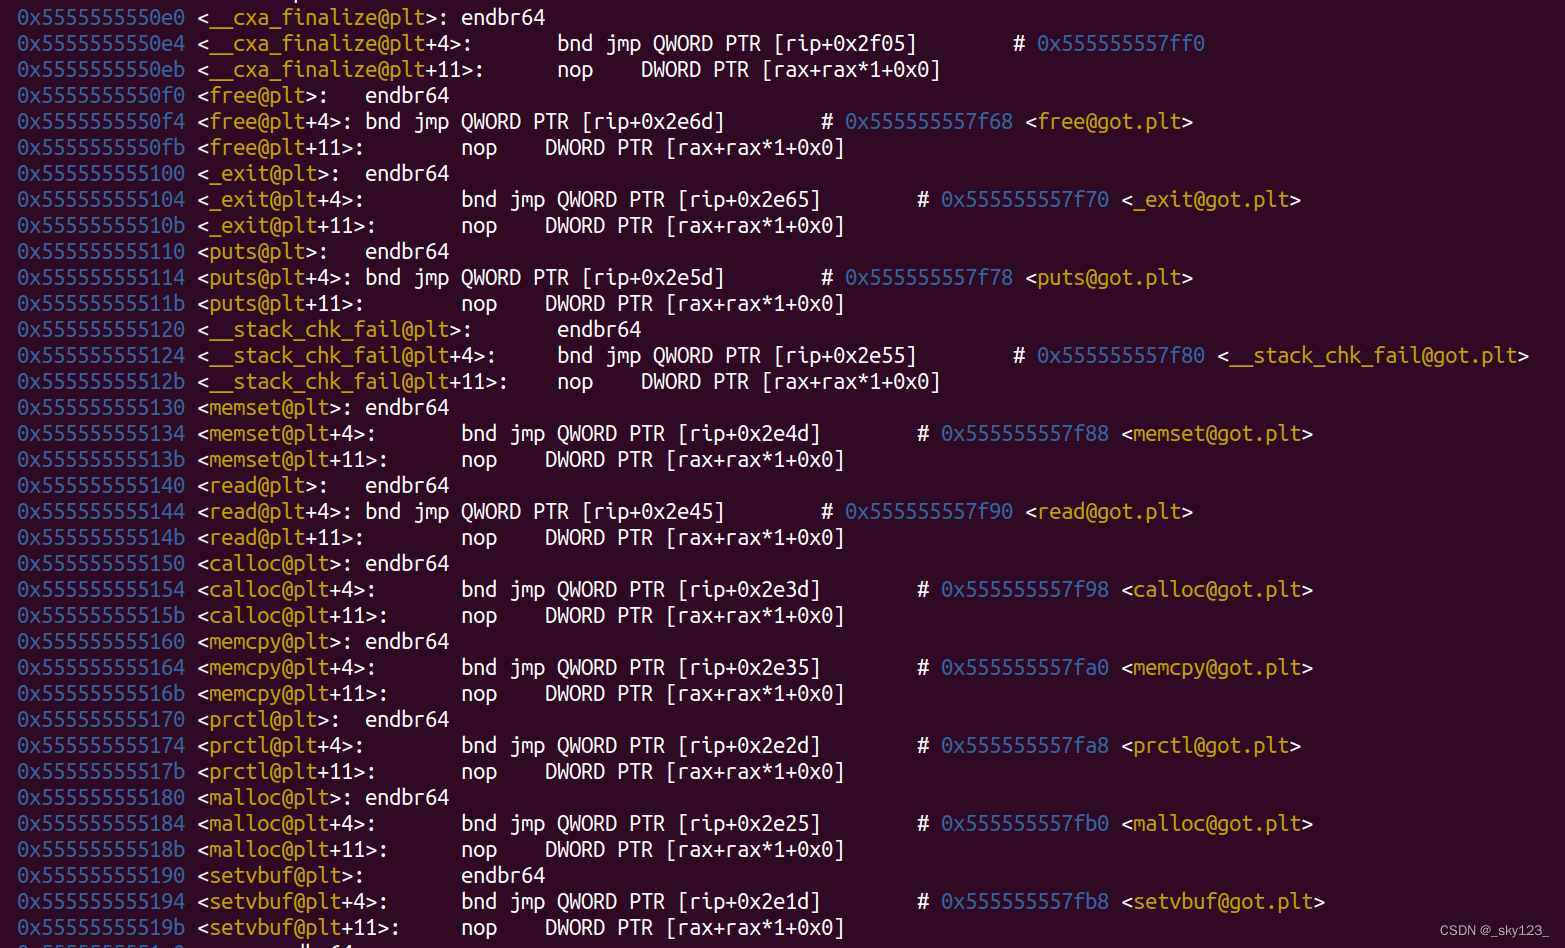 0x5555555550e0 <__cxa_finalize@plt>: endbr64
0x5555555550e4 <__cxa_finalize@plt+4>: bnd jmp QWORD PTR [rip+0x2f05] # 0x555555557ff0
0x5555555550eb <__cxa_finalize@plt+11>: nop DWORD PTR [rax+rax*1+0x0]
0x5555555550f0 <free@plt>: endbr64
0x5555555550f4 <free@plt+4>: bnd jmp QWORD PTR [rip+0x2e6d] # 0x555555557f68 <free@got.plt>
0x5555555550fb <free@plt+11>: nop DWORD PTR [rax+rax*1+0x0]
0x555555555100 <_exit@plt>: endbr64
0x555555555104 <_exit@plt+4>: bnd jmp QWORD PTR [rip+0x2e65] # 0x555555557f70 <_exit@got.plt>
0x55555555510b <_exit@plt+11>: nop DWORD PTR [rax+rax*1+0x0]
0x555555555110 <puts@plt>: endbr64
0x555555555114 <puts@plt+4>: bnd jmp QWORD PTR [rip+0x2e5d] # 0x555555557f78 <puts@got.plt>
0x55555555511b <puts@plt+11>: nop DWORD PTR [rax+rax*1+0x0]
0x555555555120 <__stack_chk_fail@plt>: endbr64
0x555555555124 <__stack_chk_fail@plt+4>: bnd jmp QWORD PTR [rip+0x2e55] # 0x555555557f80 <__stack_chk_fail@got.plt>
0x55555555512b <__stack_chk_fail@plt+11>: nop DWORD PTR [rax+rax*1+0x0]
0x555555555130 <memset@plt>: endbr64
0x555555555134 <memset@plt+4>: bnd jmp QWORD PTR [rip+0x2e4d] # 0x555555557f88 <memset@got.plt>
0x55555555513b <memset@plt+11>: nop DWORD PTR [rax+rax*1+0x0]
0x555555555140 <read@plt>: endbr64
0x555555555144 <read@plt+4>: bnd jmp QWORD PTR [rip+0x2e45] # 0x555555557f90 <read@got.plt>
0x55555555514b <read@plt+11>: nop DWORD PTR [rax+rax*1+0x0]
0x555555555150 <calloc@plt>: endbr64
0x555555555154 <calloc@plt+4>: bnd jmp QWORD PTR [rip+0x2e3d] # 0x555555557f98 <calloc@got.plt>
0x55555555515b <calloc@plt+11>: nop DWORD PTR [rax+rax*1+0x0]
0x555555555160 <memcpy@plt>: endbr64
0x555555555164 <memcpy@plt+4>: bnd jmp QWORD PTR [rip+0x2e35] # 0x555555557fa0 <memcpy@got.plt>
0x55555555516b <memcpy@plt+11>: nop DWORD PTR [rax+rax*1+0x0]
0x555555555170 <prctl@plt>: endbr64
0x555555555174 <prctl@plt+4>: bnd jmp QWORD PTR [rip+0x2e2d] # 0x555555557fa8 <prctl@got.plt>
0x55555555517b <prctl@plt+11>: nop DWORD PTR [rax+rax*1+0x0]
0x555555555180 <malloc@plt>: endbr64
0x555555555184 <malloc@plt+4>: bnd jmp QWORD PTR [rip+0x2e25] # 0x555555557fb0 <malloc@got.plt>
0x55555555518b <malloc@plt+11>: nop DWORD PTR [rax+rax*1+0x0]
0x555555555190 <setvbuf@plt>: endbr64
0x555555555194 <setvbuf@plt+4>: bnd jmp QWORD PTR [rip+0x2e1d] # 0x555555557fb8 <setvbuf@got.plt>
0x55555555519b <setvbuf@plt+11>: nop DWORD PTR [rax+rax*1+0x0]
CSDN @_sky123_